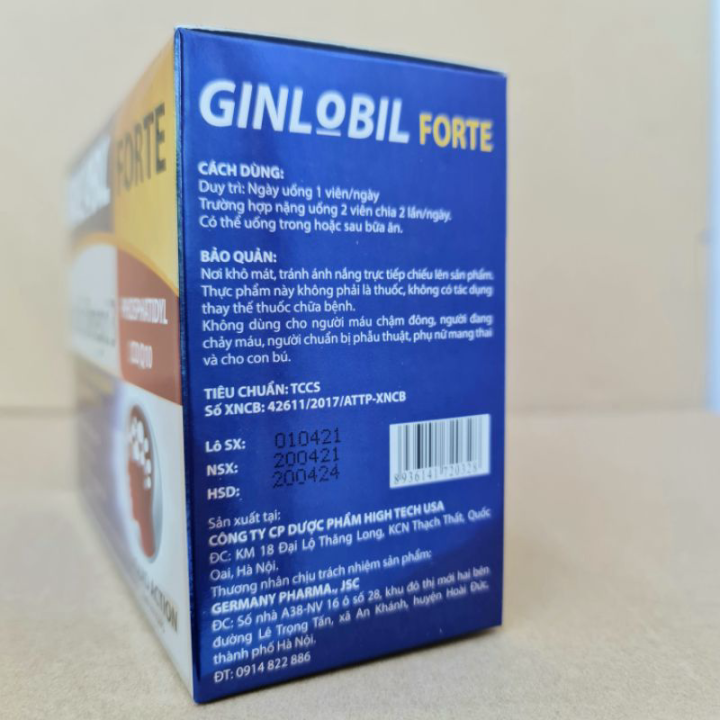 GINLOBIL FORTE
CÁCH DÙNG:
Duy trì: Ngày uống 1 viên/ngày
Trường hợp nặng uống 2 viên chia 2 lần/ngày.
Có thể uống trong hoặc sau bữa ăn.
BẢO QUẢN:
Nơi khô mát, tránh ánh nắng trực tiếp chiếu lên sản phẩm.
Thực phẩm này không phải là thuốc, không có tác dụng
thay thế thuốc chữa bệnh.
Không dùng cho người máu chậm đông, người đang
chảy máu, người chuẩn bị phẫu thuật, phụ nữ mang thai
và cho con bú.
TIÊU CHUẨN: TCCS
Số XNCB: 42611/2017/ATTP-XNCB
Lô SX: 010421
NSX: 200421
HSD: 200424
Sản xuất tại:
CÔNG TY CP DƯỢC PHẨM HIGH TECH USA
ĐC: KM 18 Đại Lộ Thăng Long, KCN Thạch Thất, Quốc
Oai, Hà Nội.
Thương nhân chịu trách nhiệm sản phẩm:
GERMANY PHARMA., JSC
ĐC: Số nhà A38-NV 16 ô số 28, khu đô thị mới hai bên
đường Lê Trọng Tấn, xã An Khánh, huyện Hoài Đức,
thành phố Hà Nội.
ĐT: 0914 822 886
FORTE